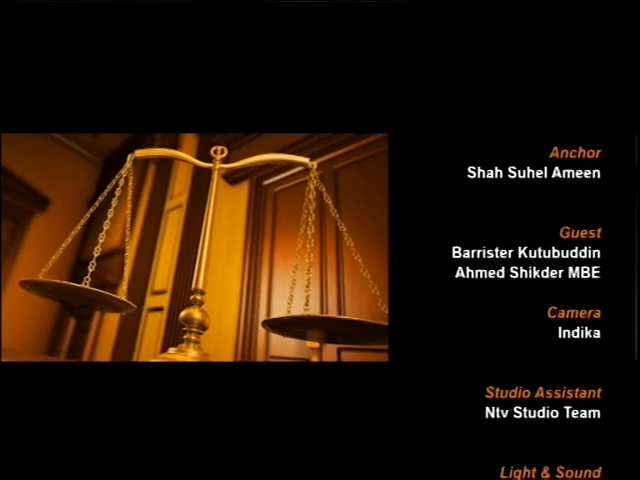 Anchor
Shah Suhel Ameen
Guest
Barrister Kutubuddin
Ahmed Shikder MBE
Camera
Indika
Studio Assistant
Ntv Studio Team
Light & Sound